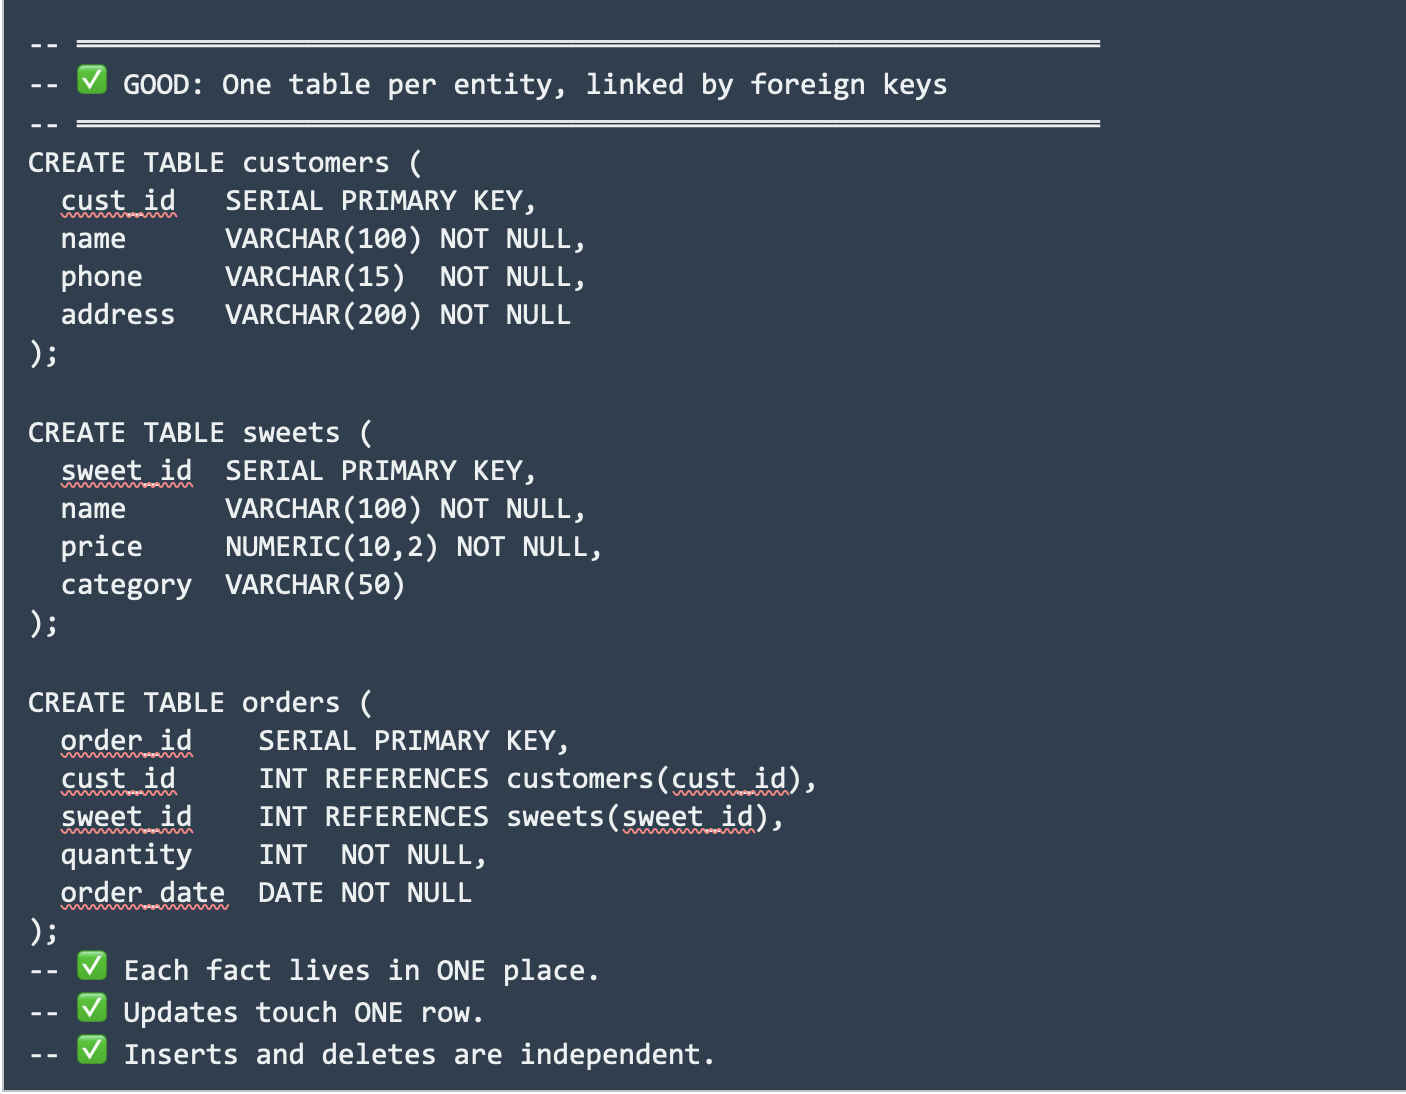 -- ══════════════════════════════════════════════════════════════
-- ✅ GOOD: One table per entity, linked by foreign keys
-- ══════════════════════════════════════════════════════════════
CREATE TABLE customers (
  cust_id   SERIAL PRIMARY KEY,
  name      VARCHAR(100) NOT NULL,
  phone     VARCHAR(15)  NOT NULL,
  address   VARCHAR(200) NOT NULL
);

CREATE TABLE sweets (
  sweet_id  SERIAL PRIMARY KEY,
  name      VARCHAR(100) NOT NULL,
  price     NUMERIC(10,2) NOT NULL,
  category  VARCHAR(50)
);

CREATE TABLE orders (
  order_id    SERIAL PRIMARY KEY,
  cust_id     INT REFERENCES customers(cust_id),
  sweet_id    INT REFERENCES sweets(sweet_id),
  quantity    INT  NOT NULL,
  order_date  DATE NOT NULL
);
-- ✅ Each fact lives in ONE place.
-- ✅ Updates touch ONE row.
-- ✅ Inserts and deletes are independent.